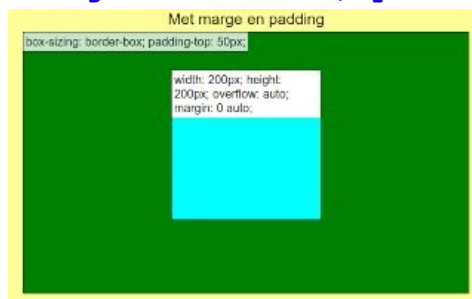 Met marge en padding
box-sizing: border-box; padding-top: 50px;
width: 200px; height:
200px; overflow: auto;
margin: 0 auto;